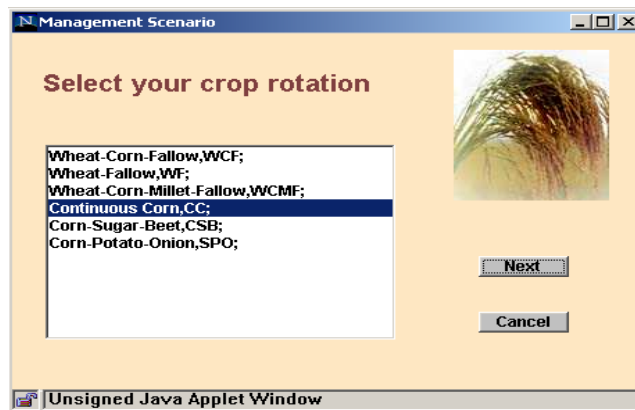 Management Scenario
Select your crop rotation
Wheat-Corn-Fallow,WCF;
Wheat-Fallow,WF;
Wheat-Corn-Millet-Fallow,WCMF;
Continuous Corn,CC;
Corn-Sugar-Beet,CSB;
Corn-Potato-Onion,SPO;
Next
Cancel
Unsigned Java Applet Window